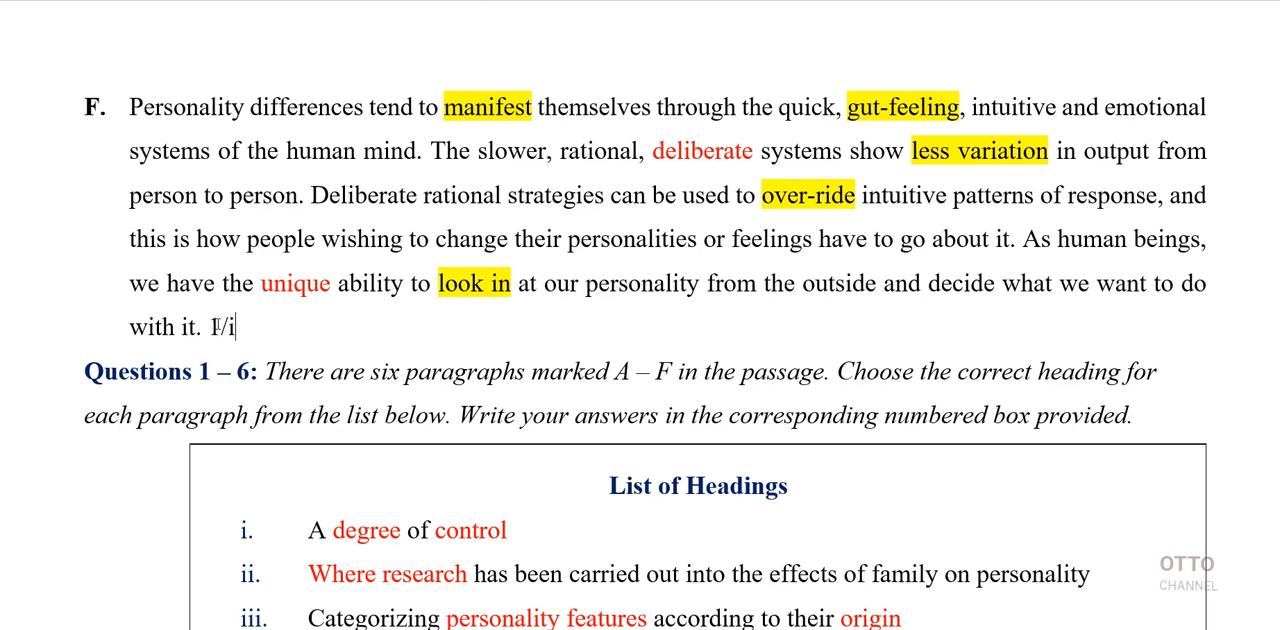 F. Personality differences tend to manifest themselves through the quick, gut-feeling, intuitive and emotional
systems of the human mind. The slower, rational, deliberate systems show less variation in output from
person to person. Deliberate rational strategies can be used to over-ride intuitive patterns of response, and
this is how people wishing to change their personalities or feelings have to go about it. As human beings,
we have the unique ability to look in at our personality from the outside and decide what we want to do
with it.
Questions 1 – 6: There are six paragraphs marked A – F in the passage. Choose the correct heading for
each paragraph from the list below. Write your answers in the corresponding numbered box provided.
List of Headings
i. A degree of control
ii. Where research has been carried out into the effects of family on personality
iii. Categorizing personality features according to their origin
OTTO
CHANNEL